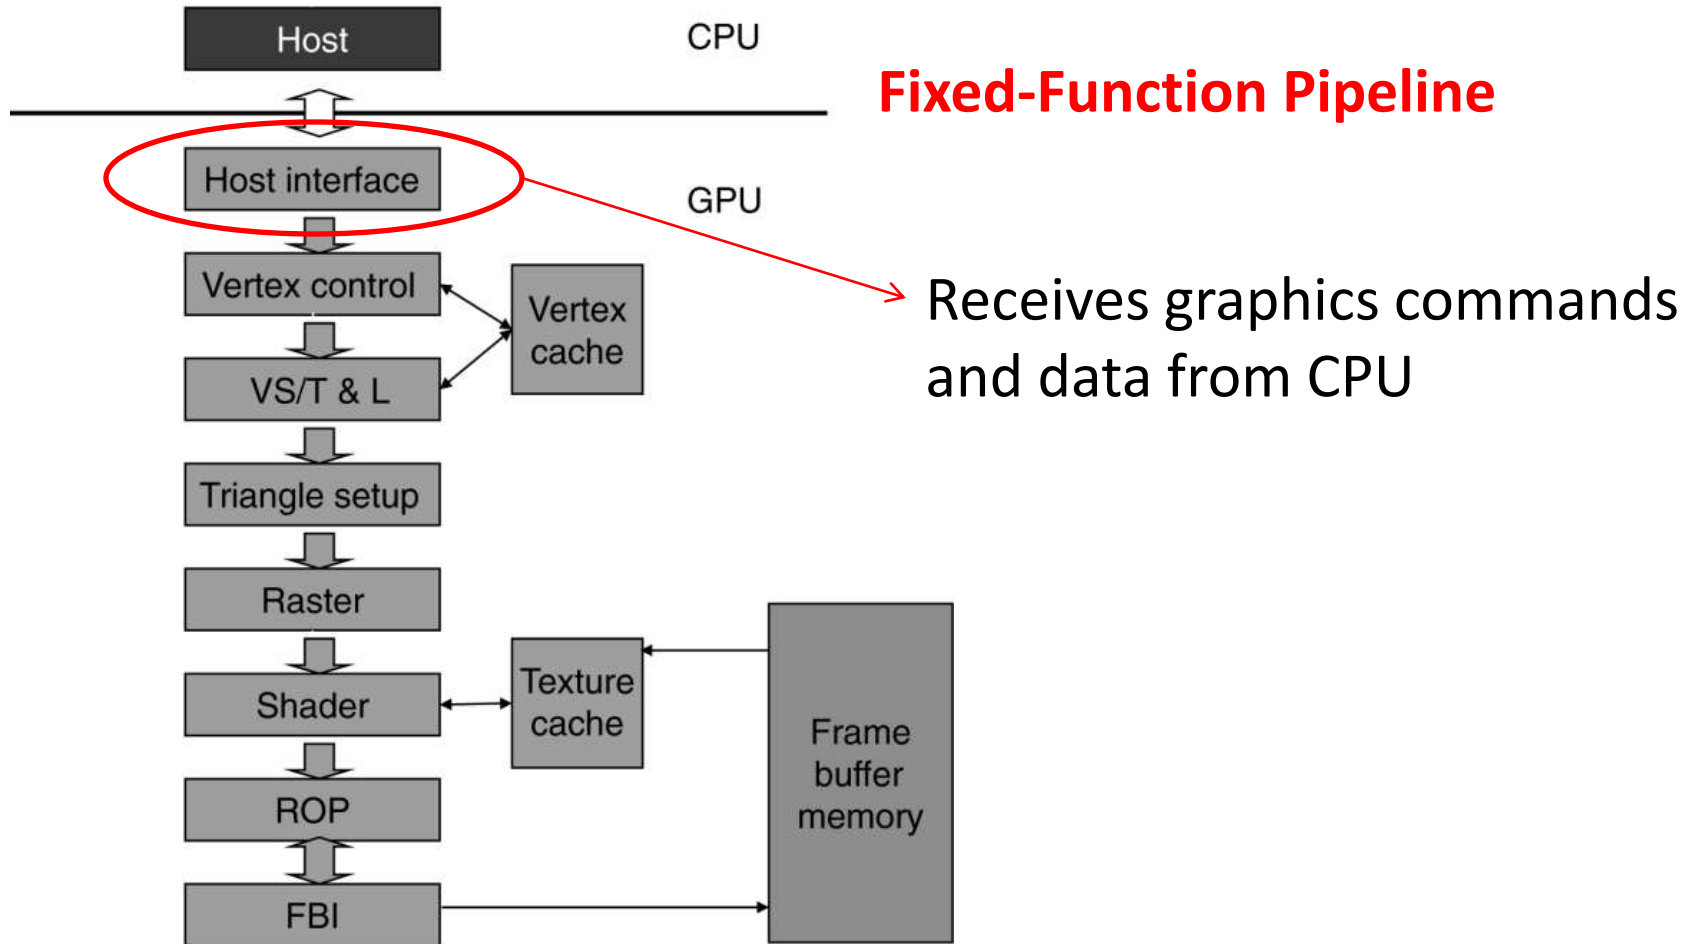 Host
CPU
Fixed-Function Pipeline
Host interface
GPU
Vertex control
Vertex
cache
Receives graphics commands
and data from CPU
VS/T & L
Triangle setup
Raster
Shader
Texture
cache
Frame
buffer
memory
ROP
FBI